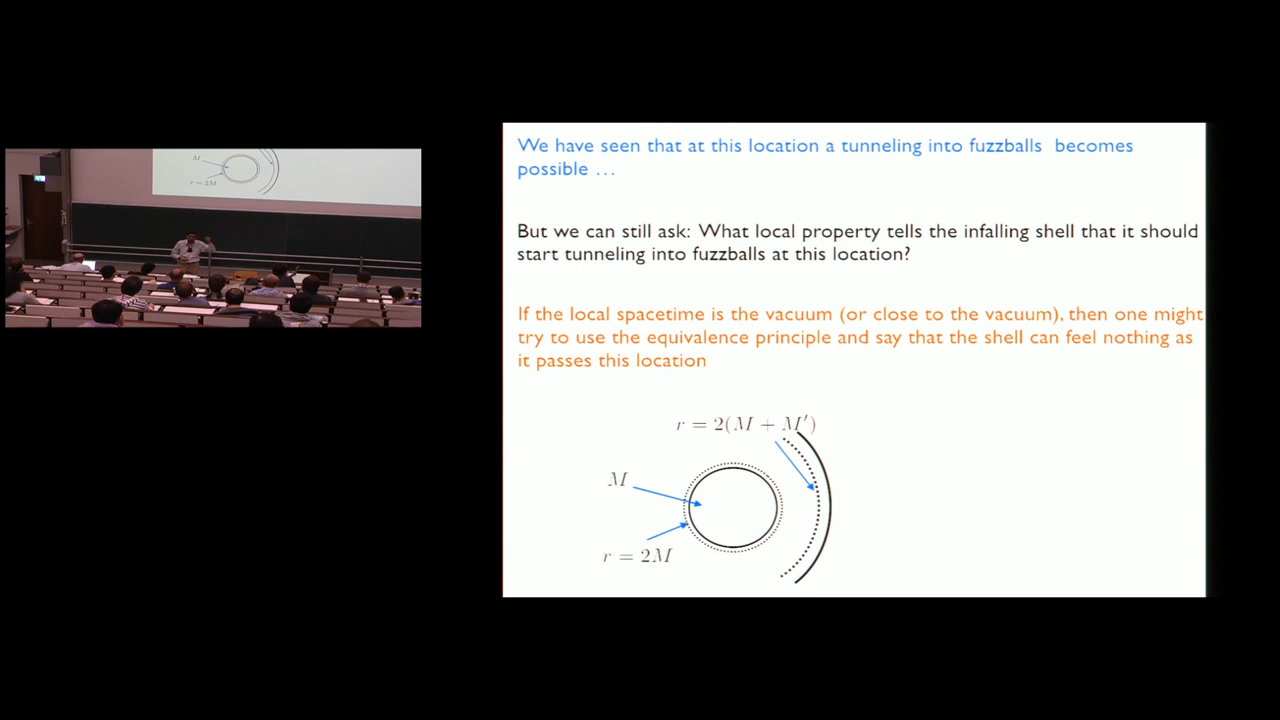 We have seen that at this location a tunneling into fuzzballs becomes
possible …
But we can still ask: What local property tells the infalling shell that it should
start tunneling into fuzzballs at this location?
If the local spacetime is the vacuum (or close to the vacuum), then one might
try to use the equivalence principle and say that the shell can feel nothing as
it passes this location
r = 2(M + M′)
M
r = 2M
M
r = 2M